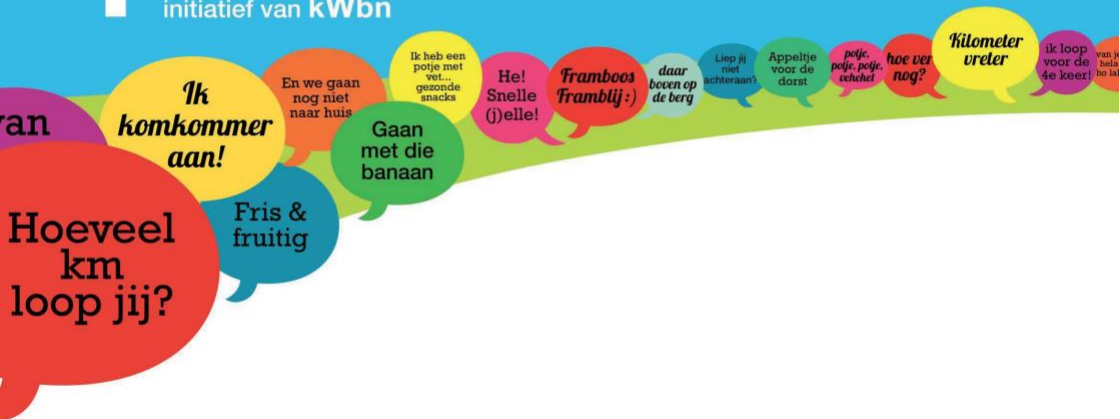 initiatief van kWbn
van
Ik
komkommer
aan!
En we gaan
nog niet
naar huis
Ik heb een
potje met
vet...
gezonde
snacks
He!
Snelle
(j)elle!
Framboos
Framblij :)
daar
boven op
de berg
Liep jij
niet
achteraan?
Appeltje
voor de
dorst
potje,
potje, potje,
vehehet
hoe ver
nog?
Kilometer
vreter
ik loop
voor de
4e keer!
Gaan
met die
banaan
Fris &
fruitig
Hoeveel
km
loop jij?